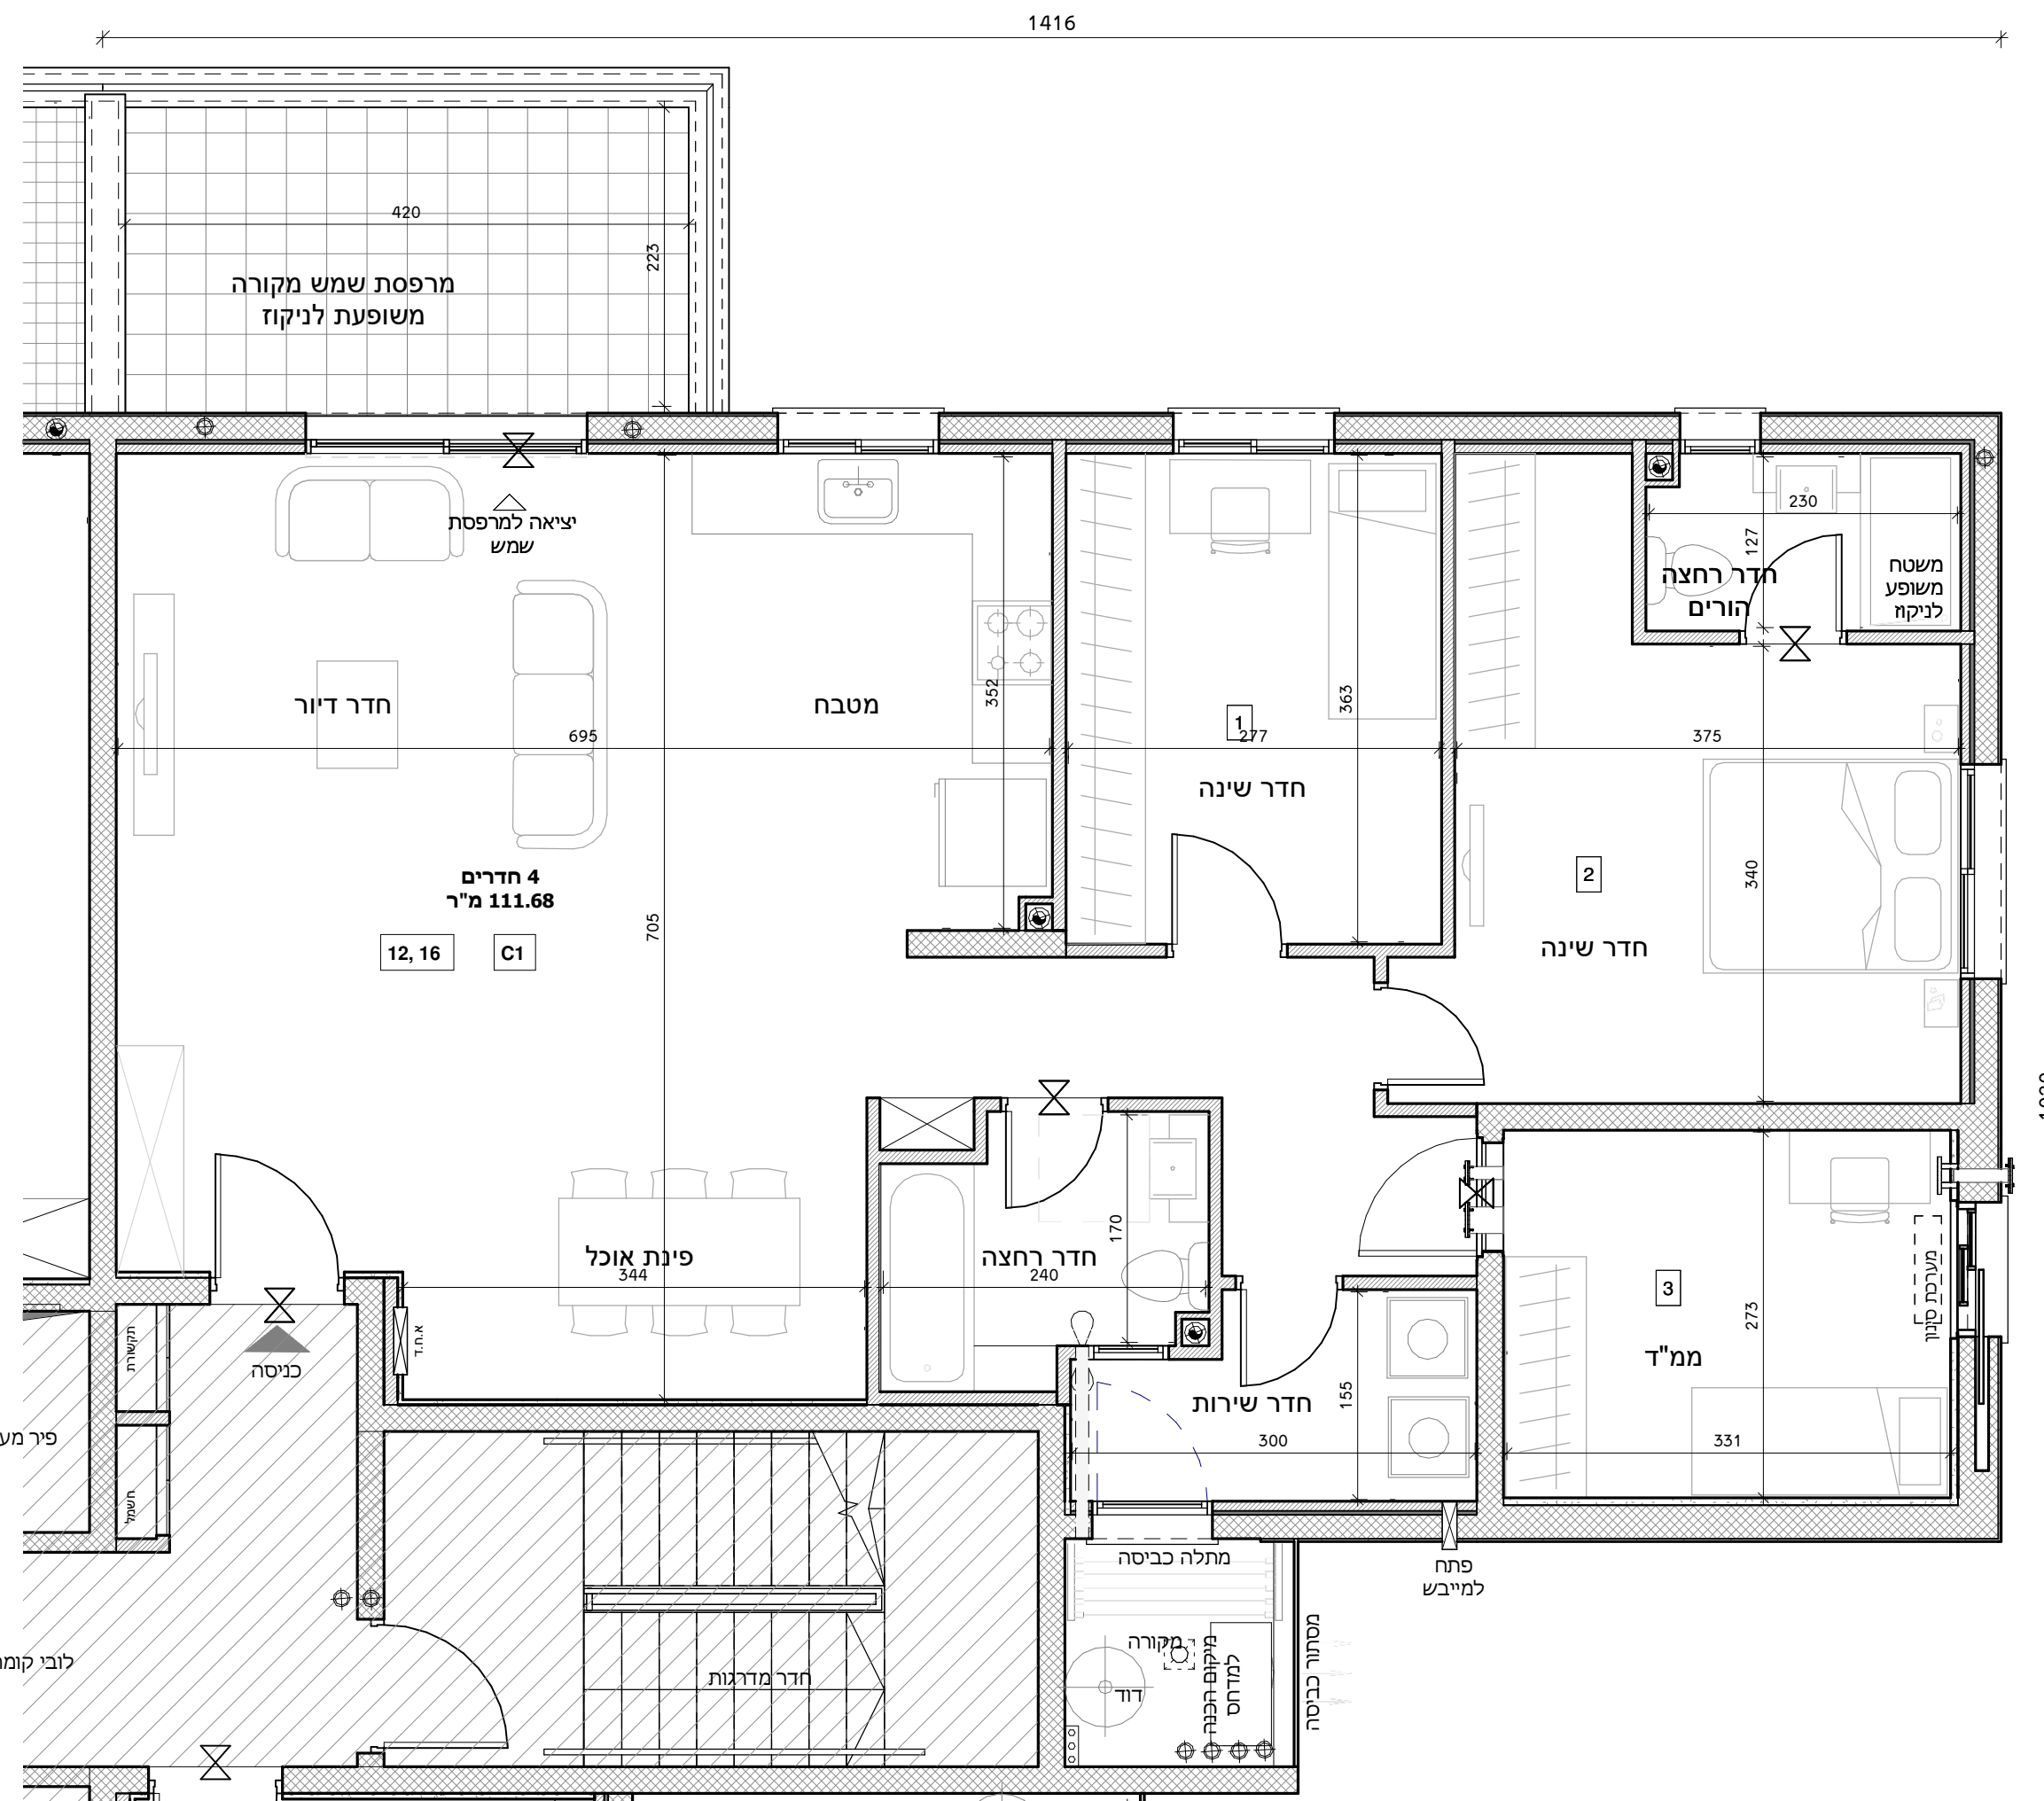 1416
420
223
מרפסת שמש מקורה
משופעת לניקוז
יציאה למרפסת
שמש
230
127
חדר רחצה
הורים
משטח
משופע
לניקוז
חדר דיור
מטבח
352
363
1
695
277
375
חדר שינה
2
340
חדר שינה
4 חדרים
111.68 מ"ר
12, 16
C1
705
170
פינת אוכל
344
חדר רחצה
240
3
273
מערכת סינון
ממ"ד
א.ח.ד
כניסה
תקשורת
חשמל
חדר שירות
155
300
331
מתלה כביסה
פתח
למייבש
מקורה
מיקום הכנה
למדחס
מסתור כביסה
דוד
חדר מדרגות
לובי קומתי